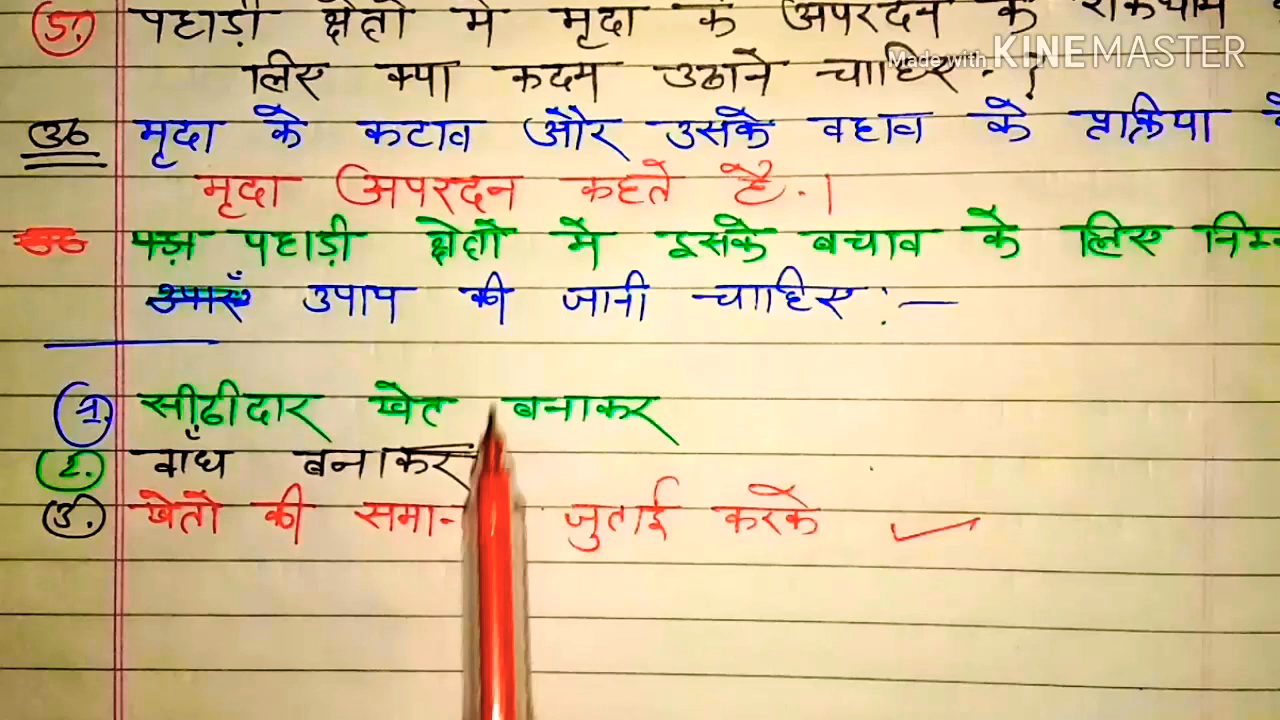 5. पहाड़ी क्षेत्रो में मृदा के अपरदन के रोकथाम
Made with KINEMASTER
लिए क्या कदम उठाने चाहिए. ।
उ० मृदा के कटाव और उसके बहाव के प्रक्रिया
मृदा अपरदन कहते है. ।
पहाड़ी क्षेत्रो में इसके बचाव के लिए निम्न
उपाय की जानी चाहिए :—
1. सीढ़ीदार खेत बनाकर
2. बाँध बनाकर
3. खेतो की जुताई करके